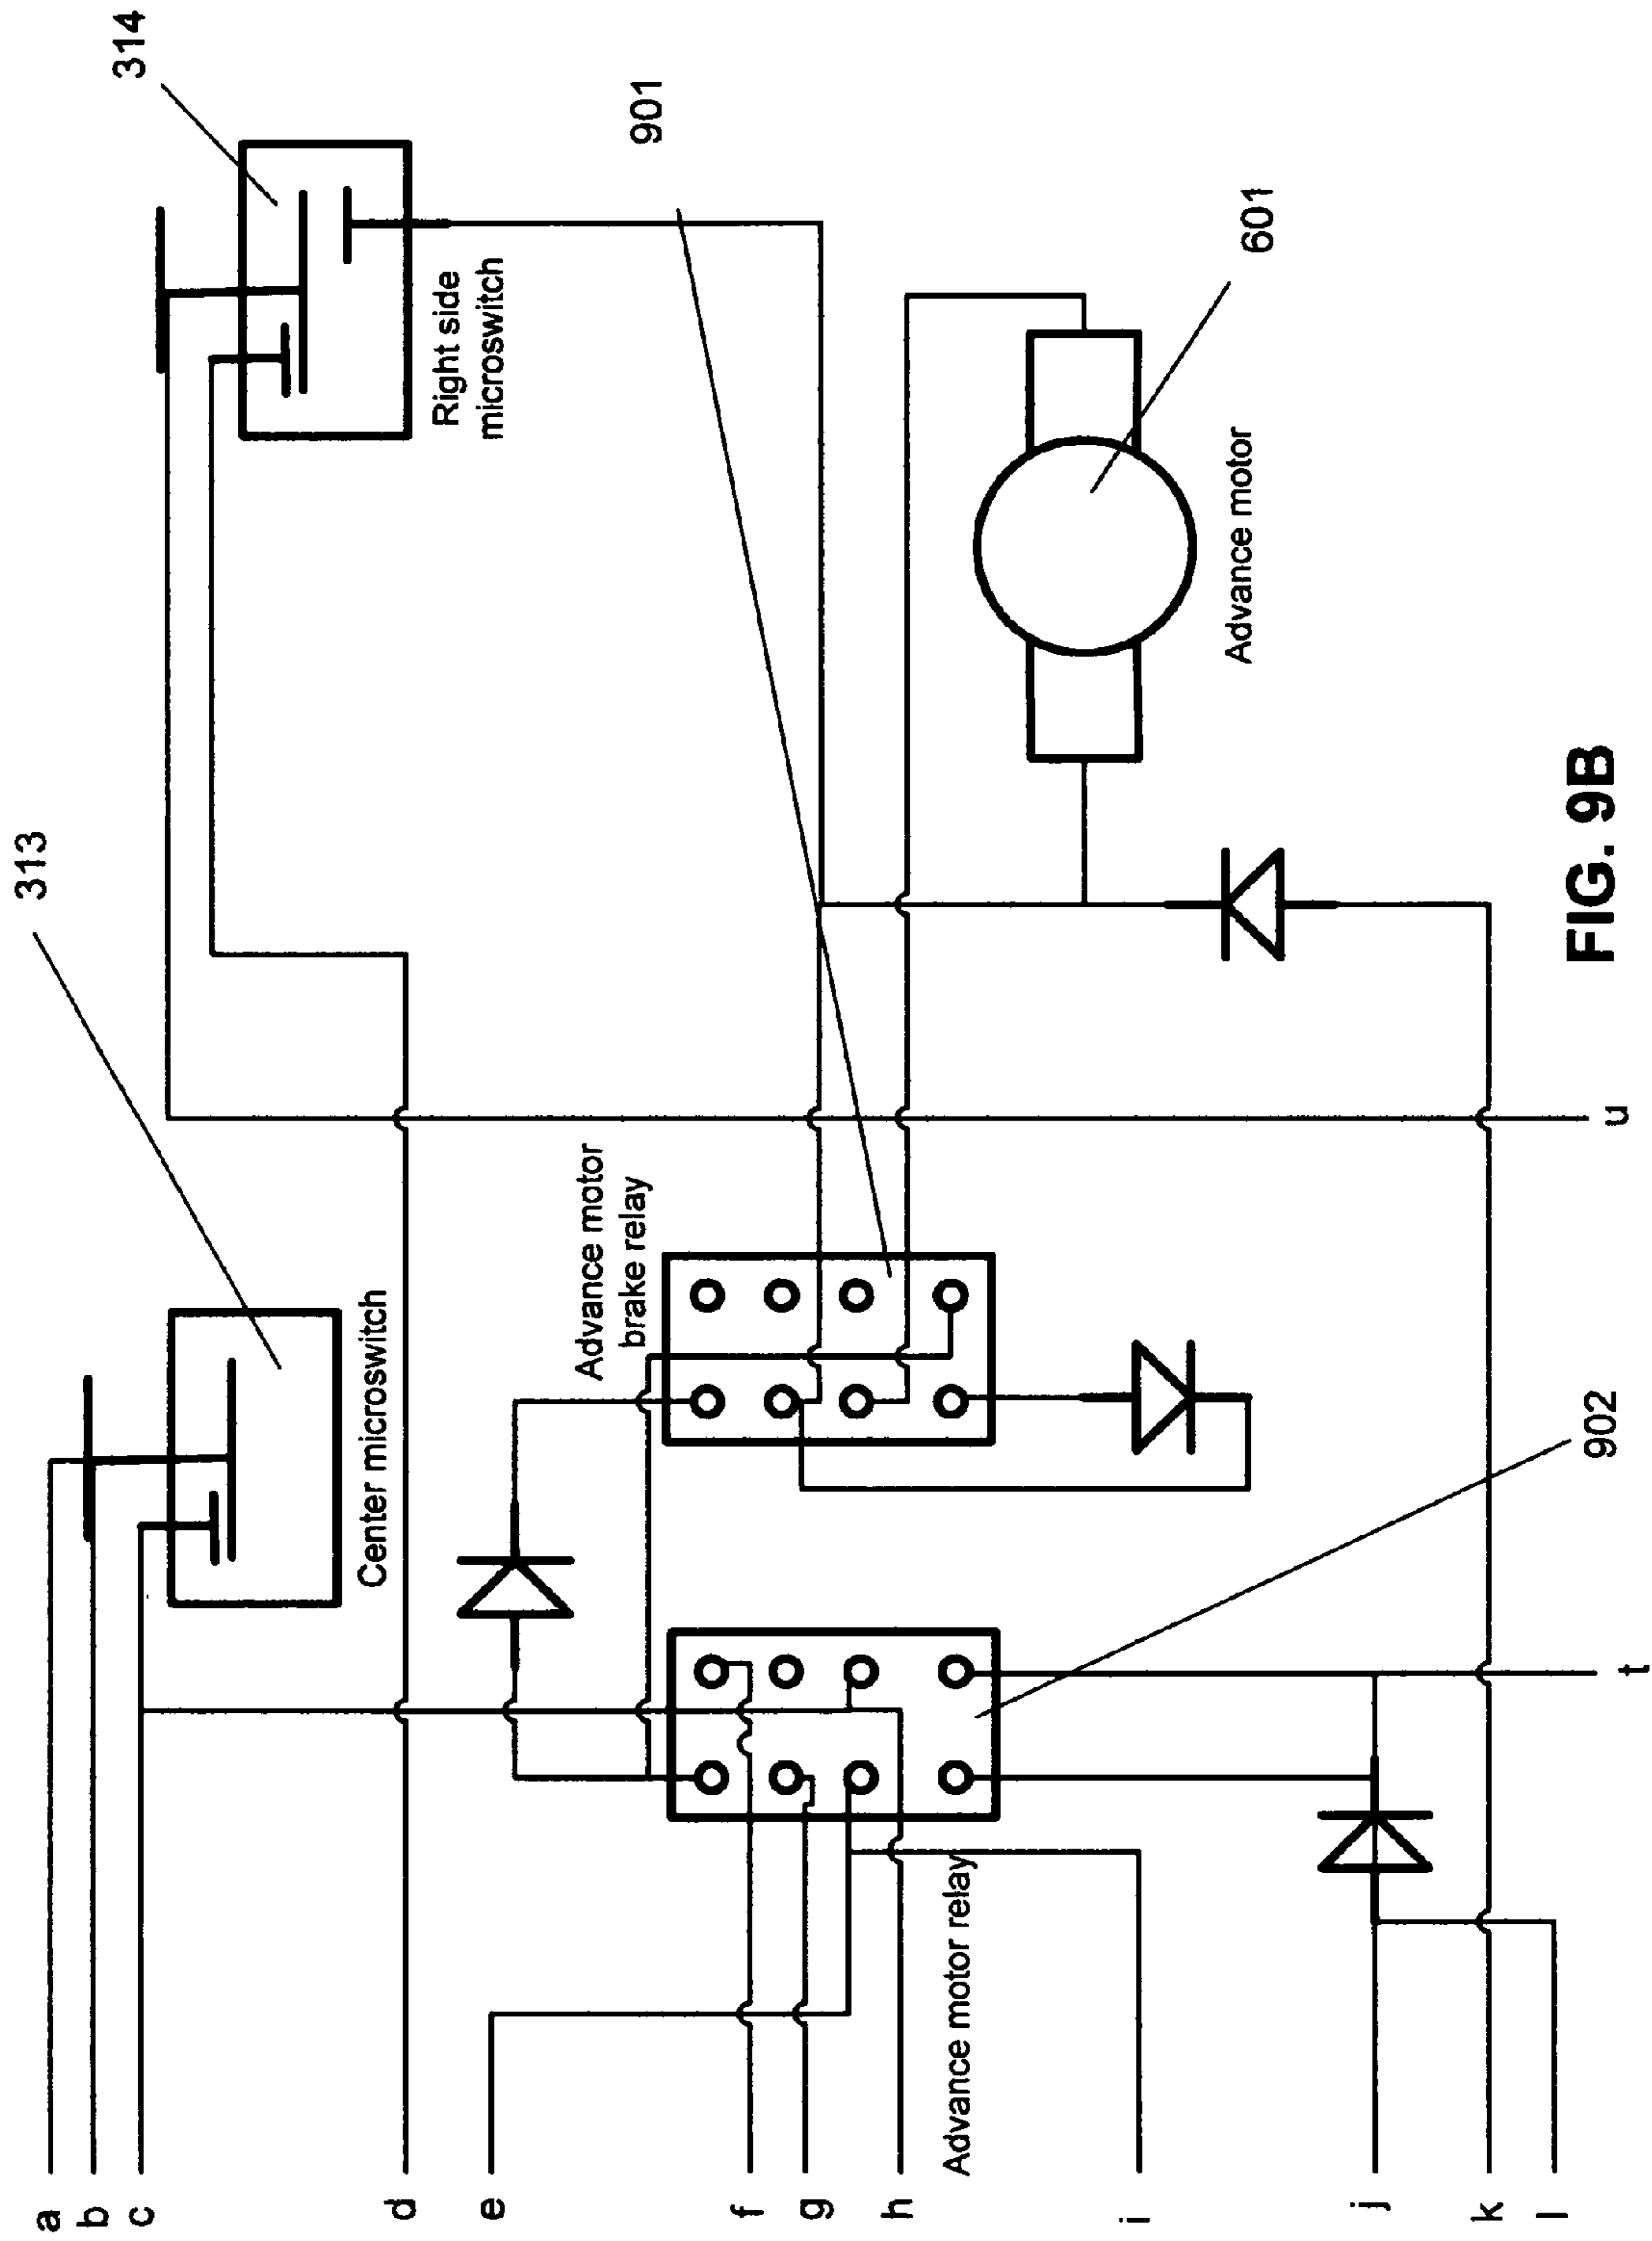 313
314
Center microswitch
Right side
microswitch
901
Advance motor
brake relay
601
Advance motor
902
Advance motor relay
a
b
c
d
e
f
g
h
i
j
k
l
t
u
FIG. 9B